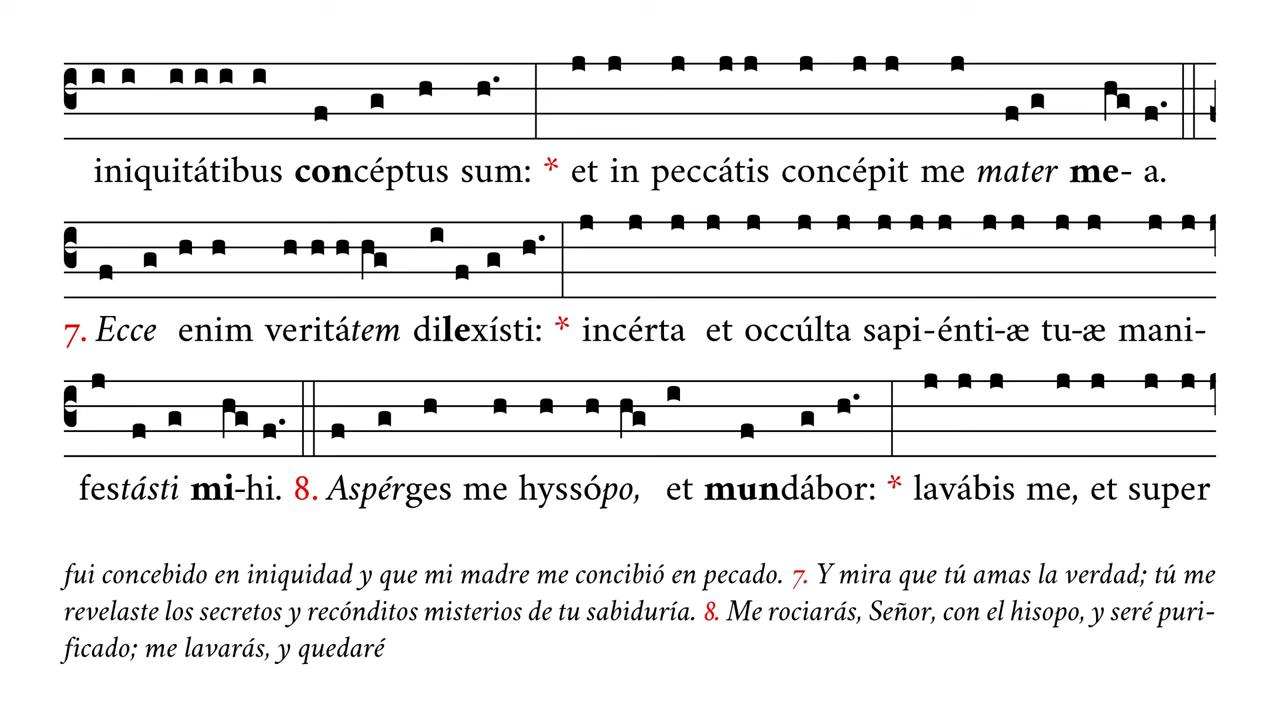 iniquitátibus concéptus sum: * et in peccátis concépit me mater me- a.
7. Ecce enim veritátem dilexísti: * incérta et occúlta sapi-énti-æ tu-æ mani-
festásti mi-hi. 8. Aspérges me hyssópo, et mundábor: * lavábis me, et super
fui concebido en iniquidad y que mi madre me concibió en pecado. 7. Y mira que tú amas la verdad; tú me
revelaste los secretos y recónditos misterios de tu sabiduría. 8. Me rociarás, Señor, con el hisopo, y seré puri-
ficado; me lavarás, y quedaré